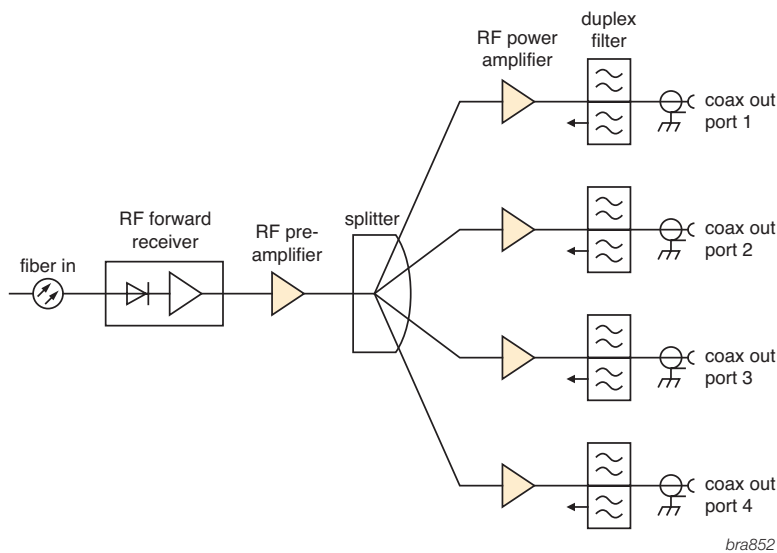 duplex
filter
RF power
amplifier
coax out
port 1
splitter
RF forward
receiver
RF pre-
amplifier
coax out
port 2
fiber in
coax out
port 3
coax out
port 4
bra852